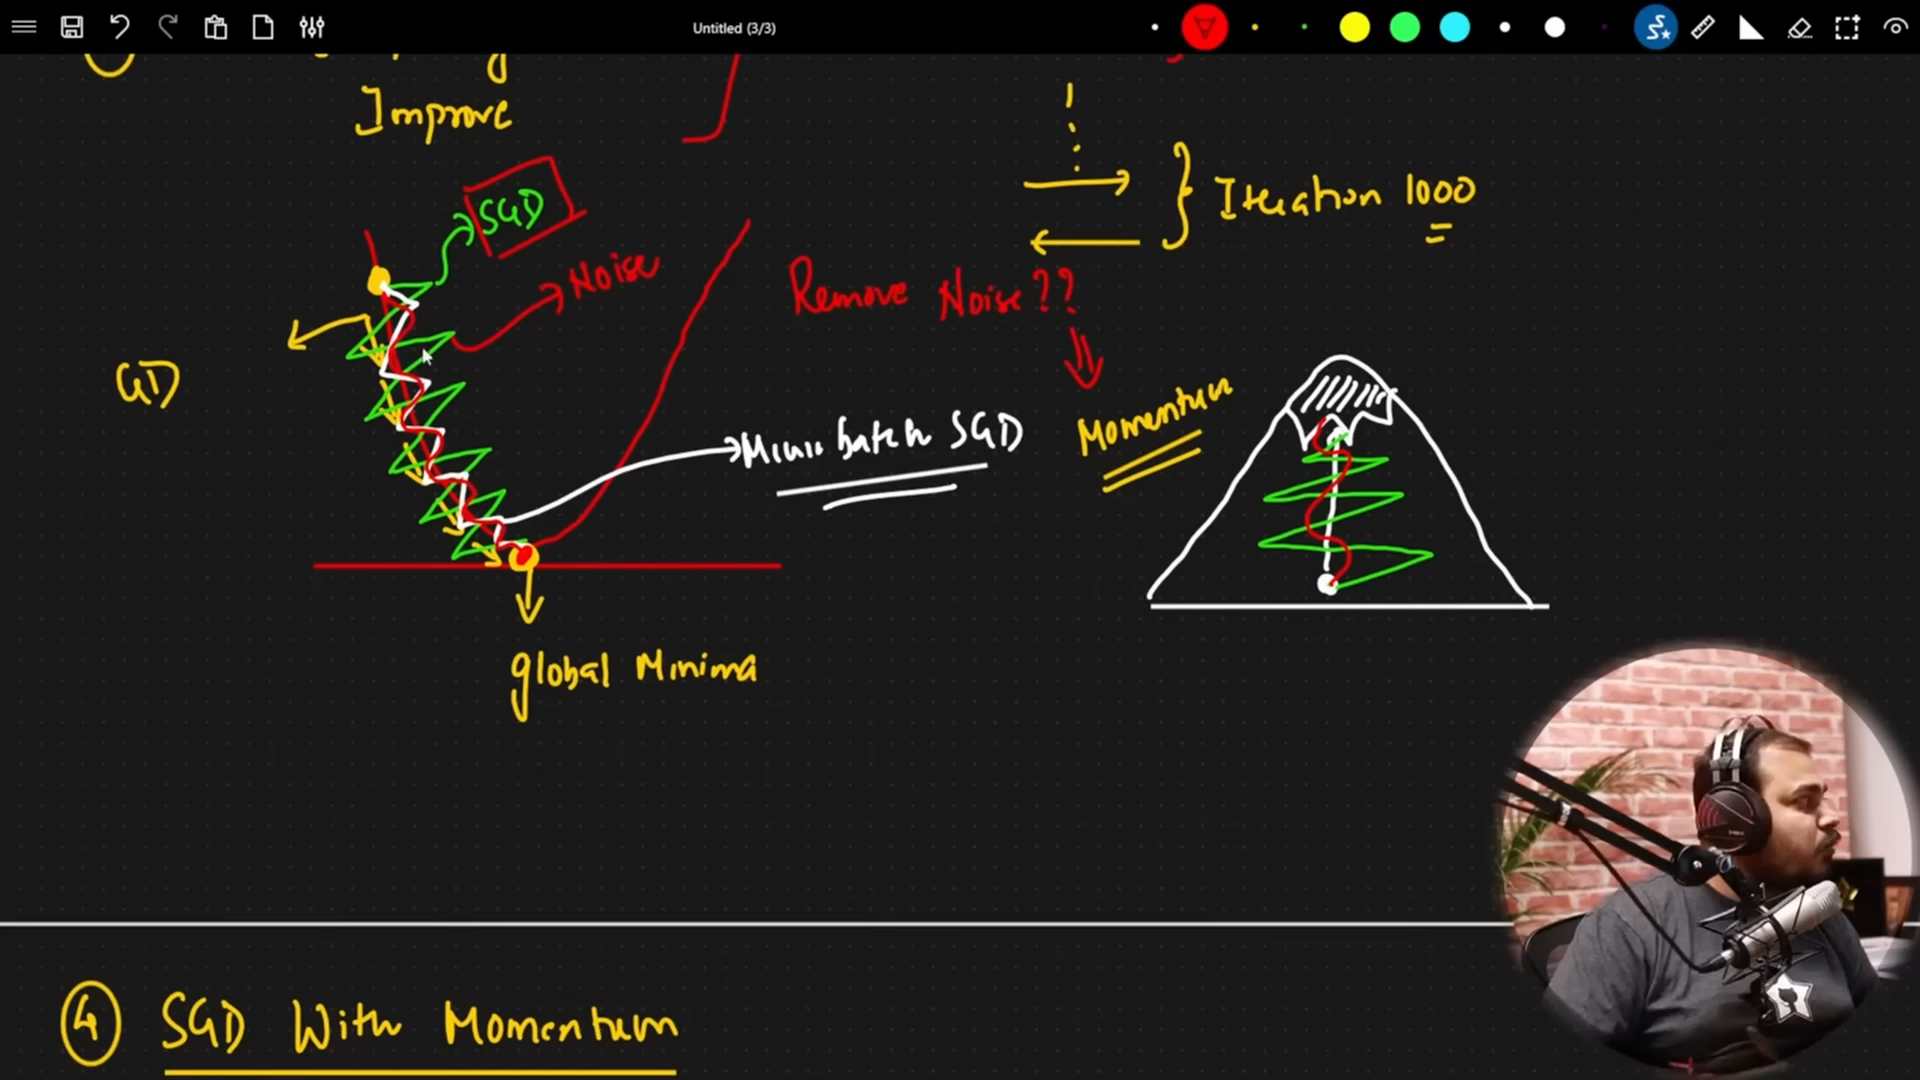 Untitled (3/3)
Improve
SGD
Noise
Iteration 1000
Remove Noise??
GD
Momentum
Mini batch SGD
global Minima
4 SGD With Momentum